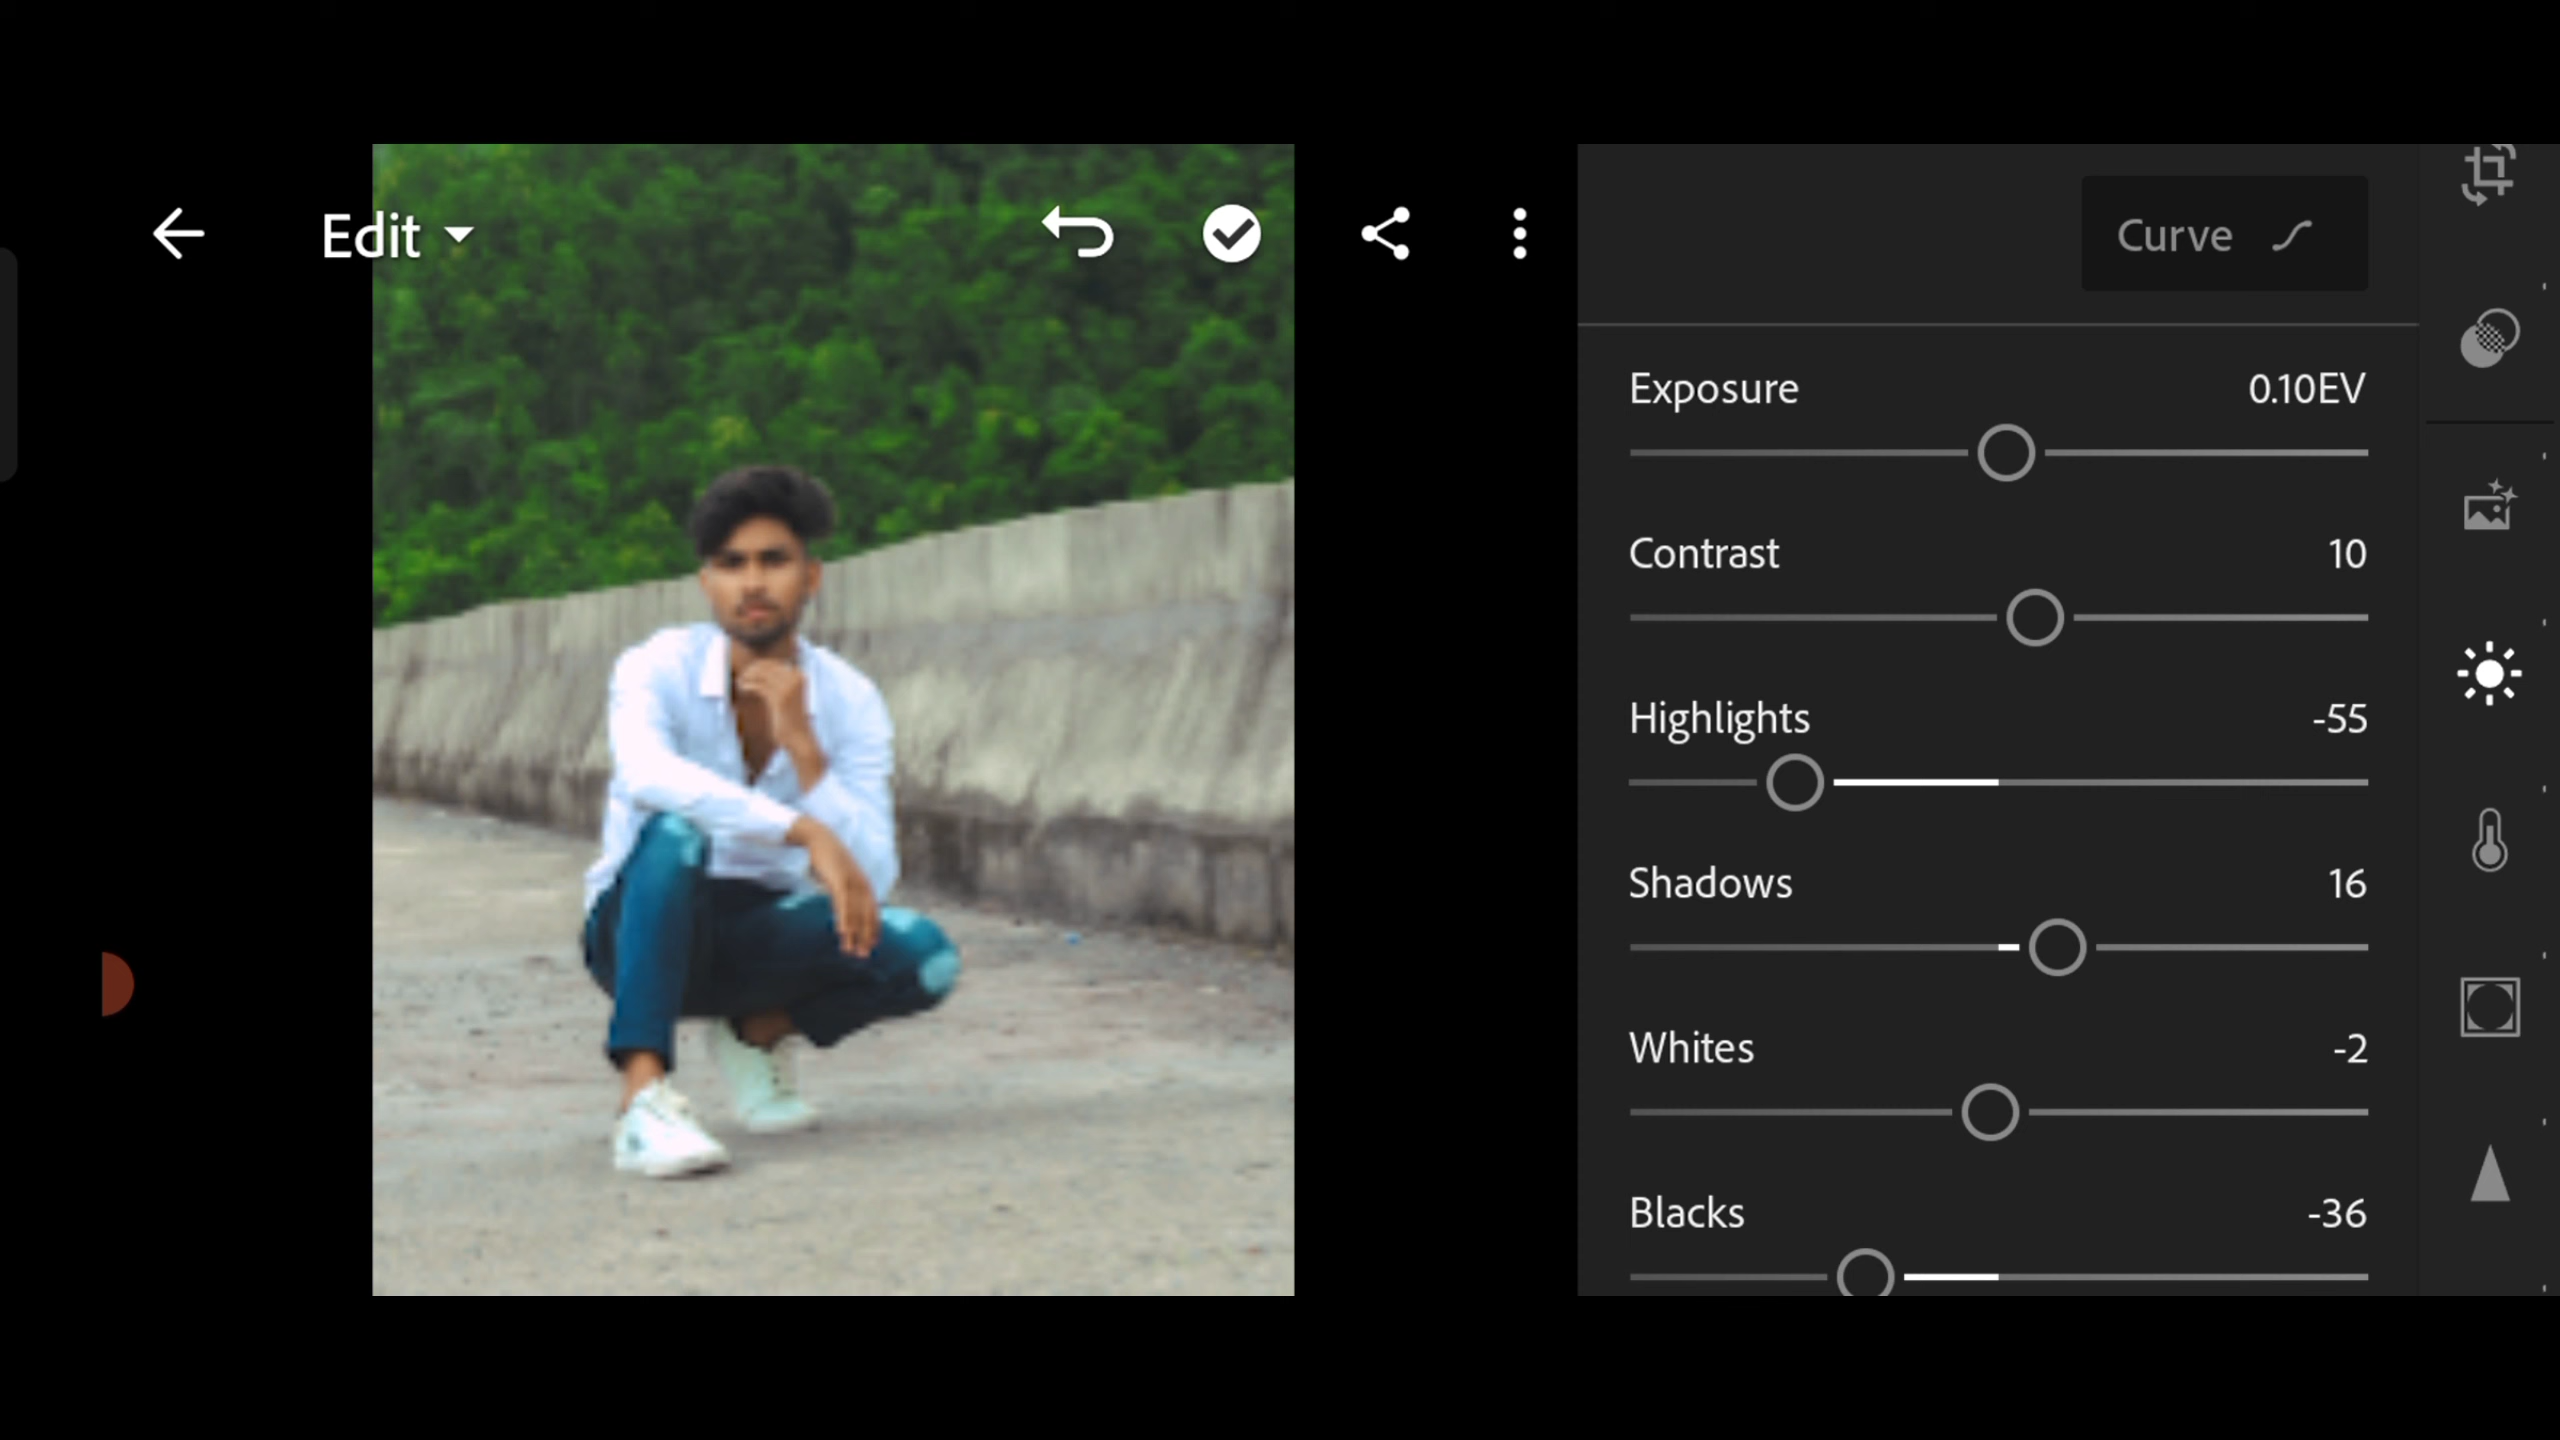 Edit
Curve
Exposure 0.10EV
Contrast 10
Highlights -55
Shadows 16
Whites -2
Blacks -36